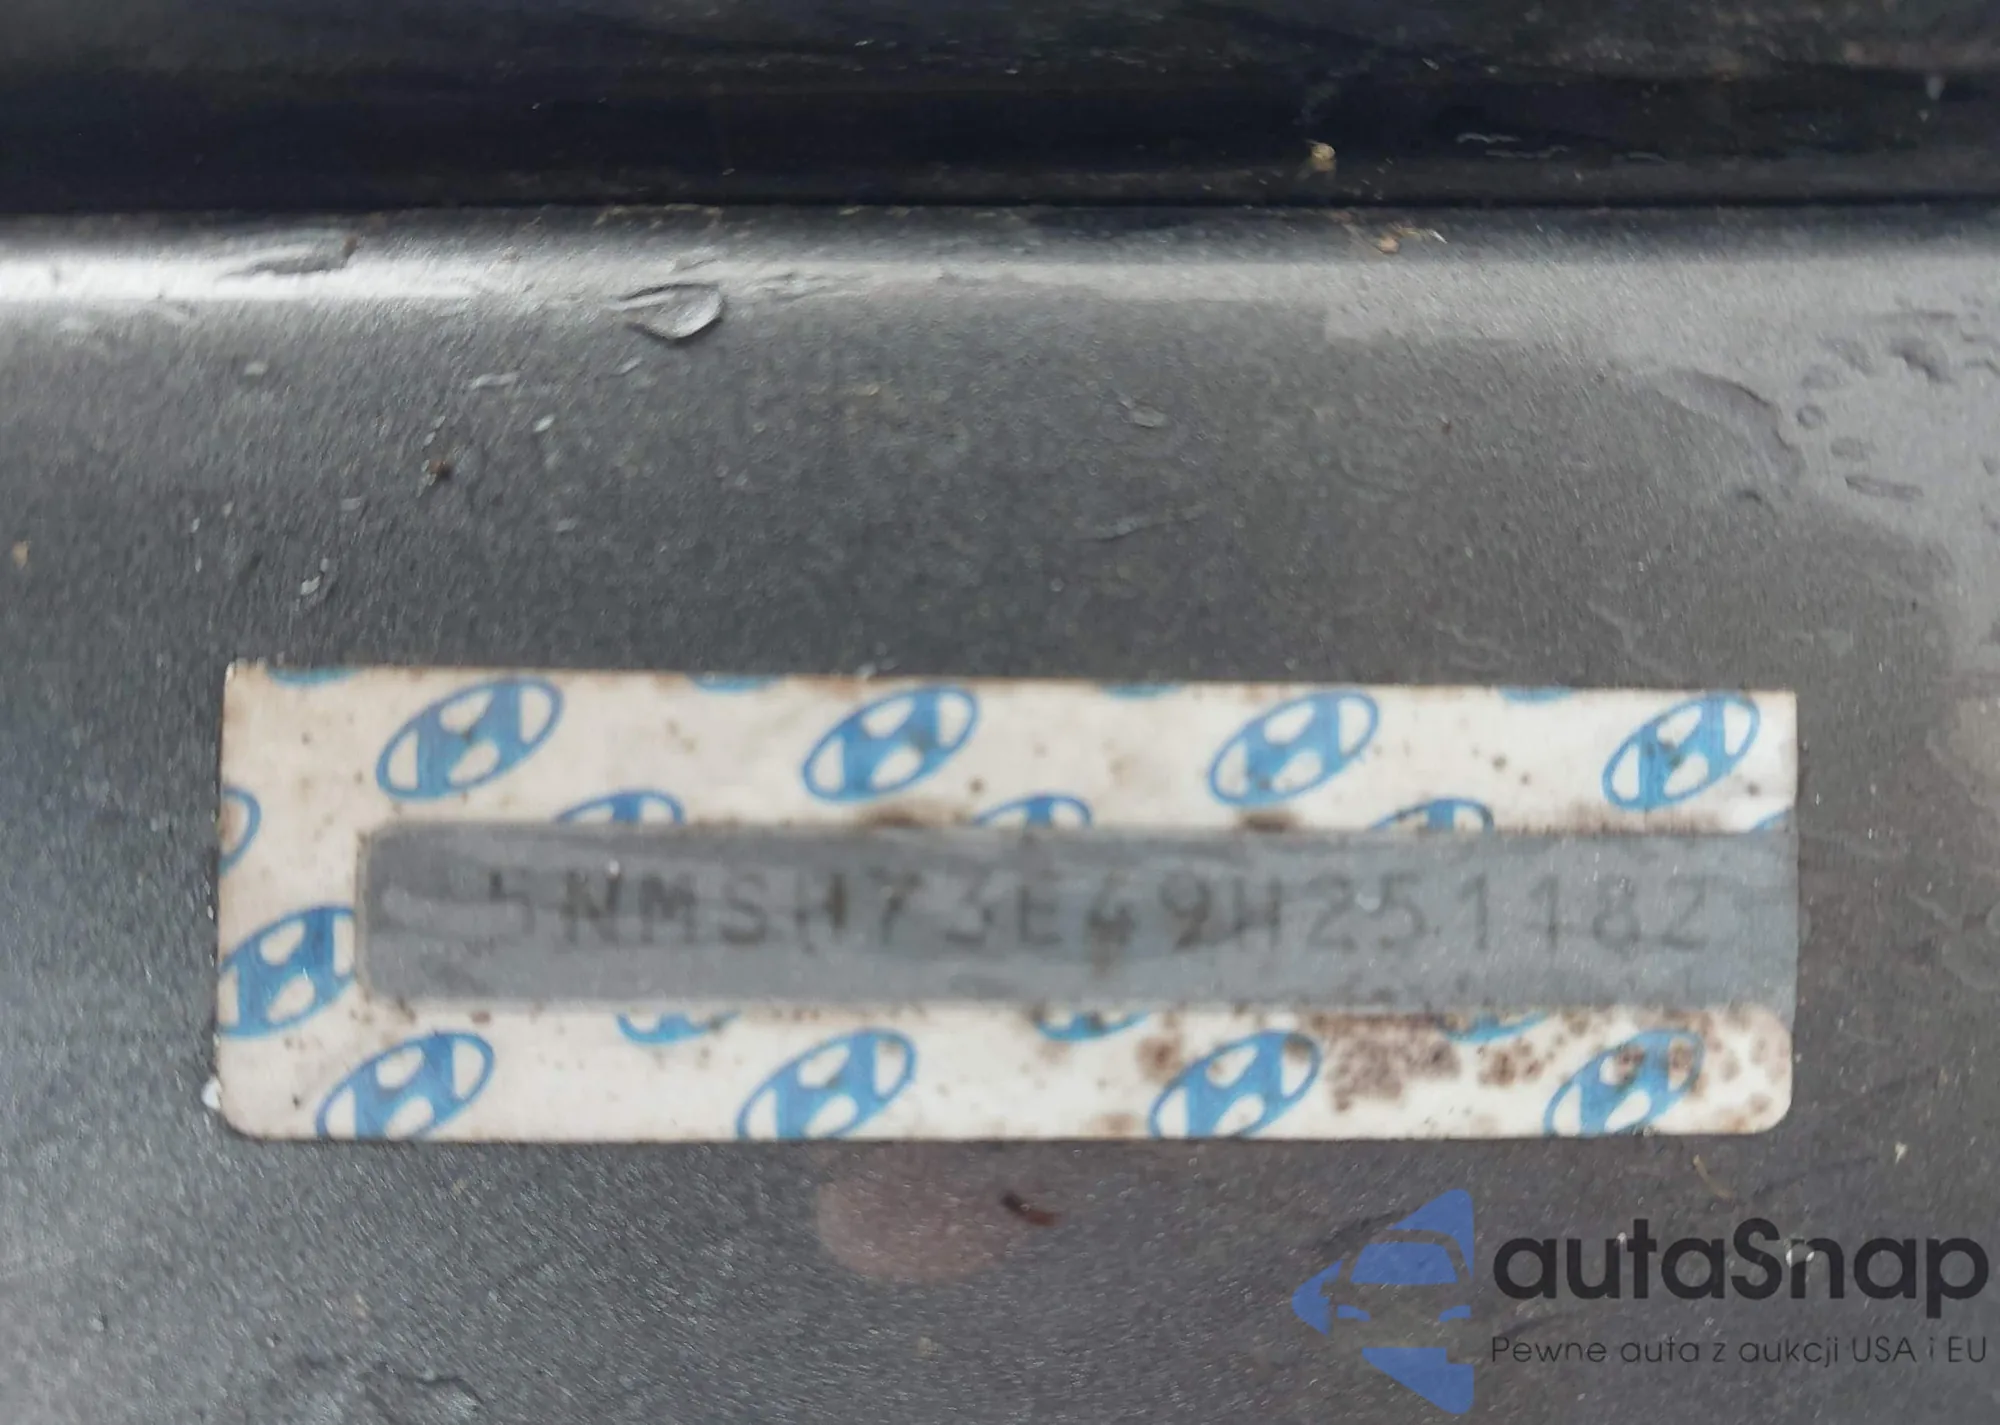 5NMSH73E49H251182
autaSnap
Pewne auta z aukcji USA i EU